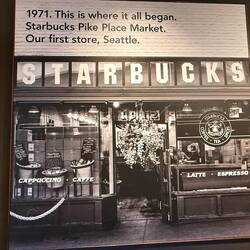 1971. This is where it all began.
Starbucks Pike Place Market.
Our first store, Seattle.
STARBUCKS
CAPPUCCINO • CAFFE
LATTE • ESPRESSO